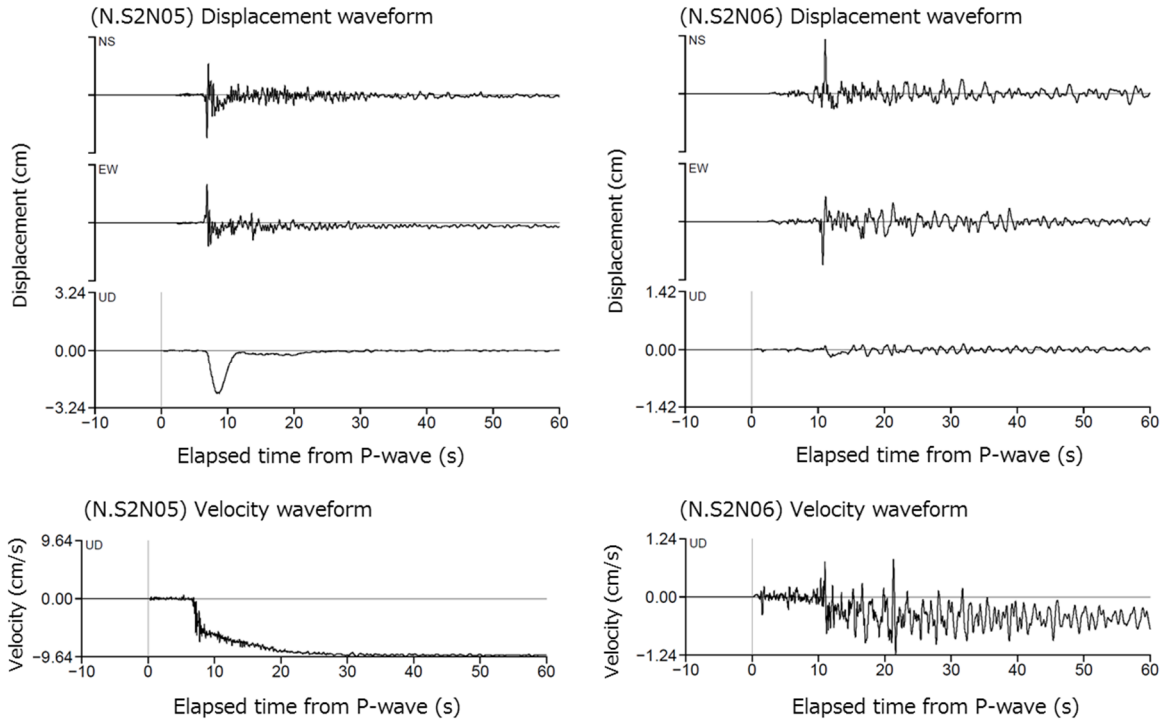 (N.S2N05) Displacement waveform
NS
EW
3.24
UD
0.00
−3.24
−10
0
10
20
30
40
50
60
Displacement (cm)
Elapsed time from P-wave (s)
(N.S2N06) Displacement waveform
NS
EW
1.42
UD
0.00
−1.42
−10
0
10
20
30
40
50
60
Displacement (cm)
Elapsed time from P-wave (s)
(N.S2N05) Velocity waveform
9.64
UD
0.00
−9.64
−10
0
10
20
30
40
50
60
Velocity (cm/s)
Elapsed time from P-wave (s)
(N.S2N06) Velocity waveform
1.24
UD
0.00
−1.24
−10
0
10
20
30
40
50
60
Velocity (cm/s)
Elapsed time from P-wave (s)